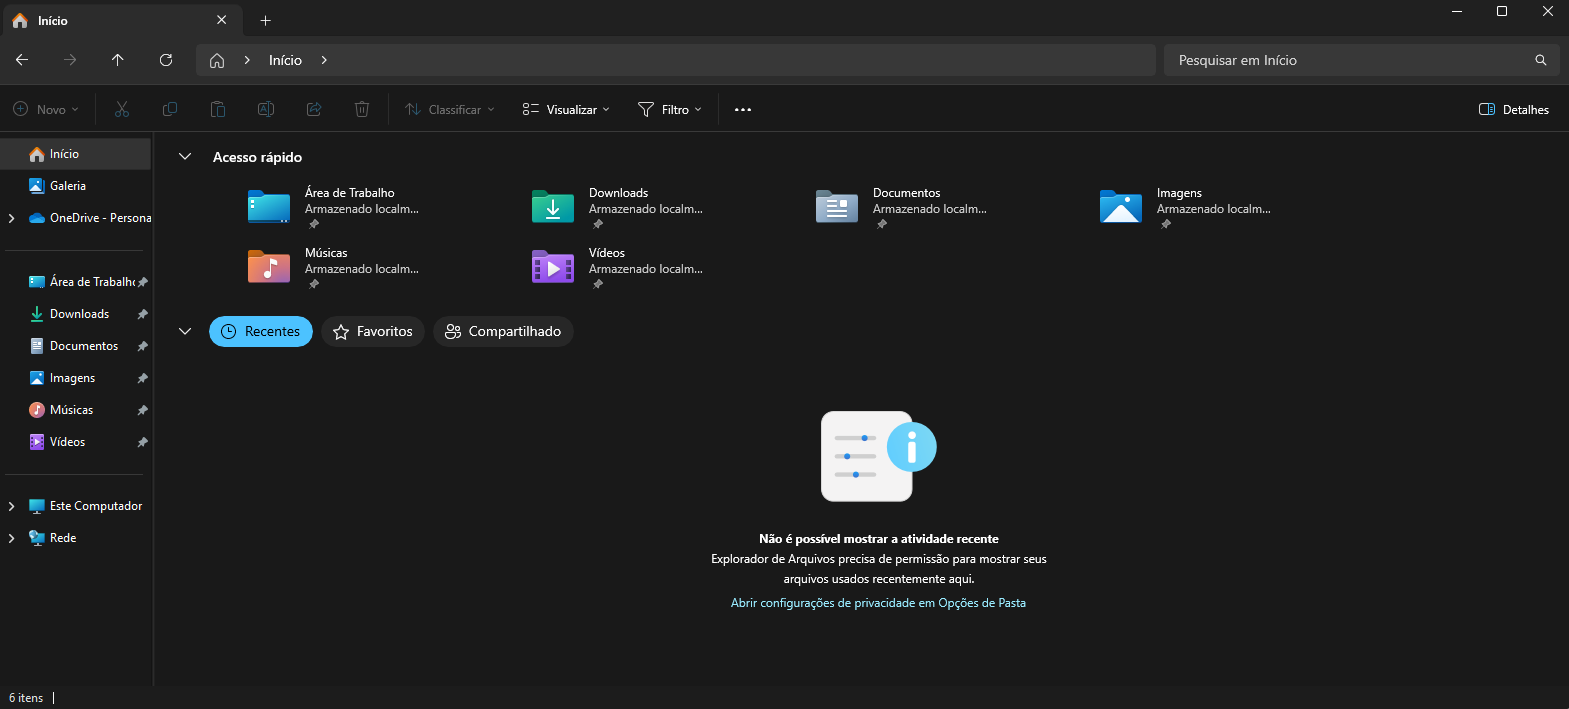 Início
Início
Pesquisar em Início
Novo
Classificar
Visualizar
Filtro
Detalhes
Início
Galeria
OneDrive - Persona
Área de Trabalho
Downloads
Documentos
Imagens
Músicas
Vídeos
Este Computador
Rede
Acesso rápido
Área de Trabalho
Armazenado localm...
Downloads
Armazenado localm...
Documentos
Armazenado localm...
Imagens
Armazenado localm...
Músicas
Armazenado localm...
Vídeos
Armazenado localm...
Recentes
Favoritos
Compartilhado
Não é possível mostrar a atividade recente
Explorador de Arquivos precisa de permissão para mostrar seus
arquivos usados recentemente aqui.
Abrir configurações de privacidade em Opções de Pasta
6 itens